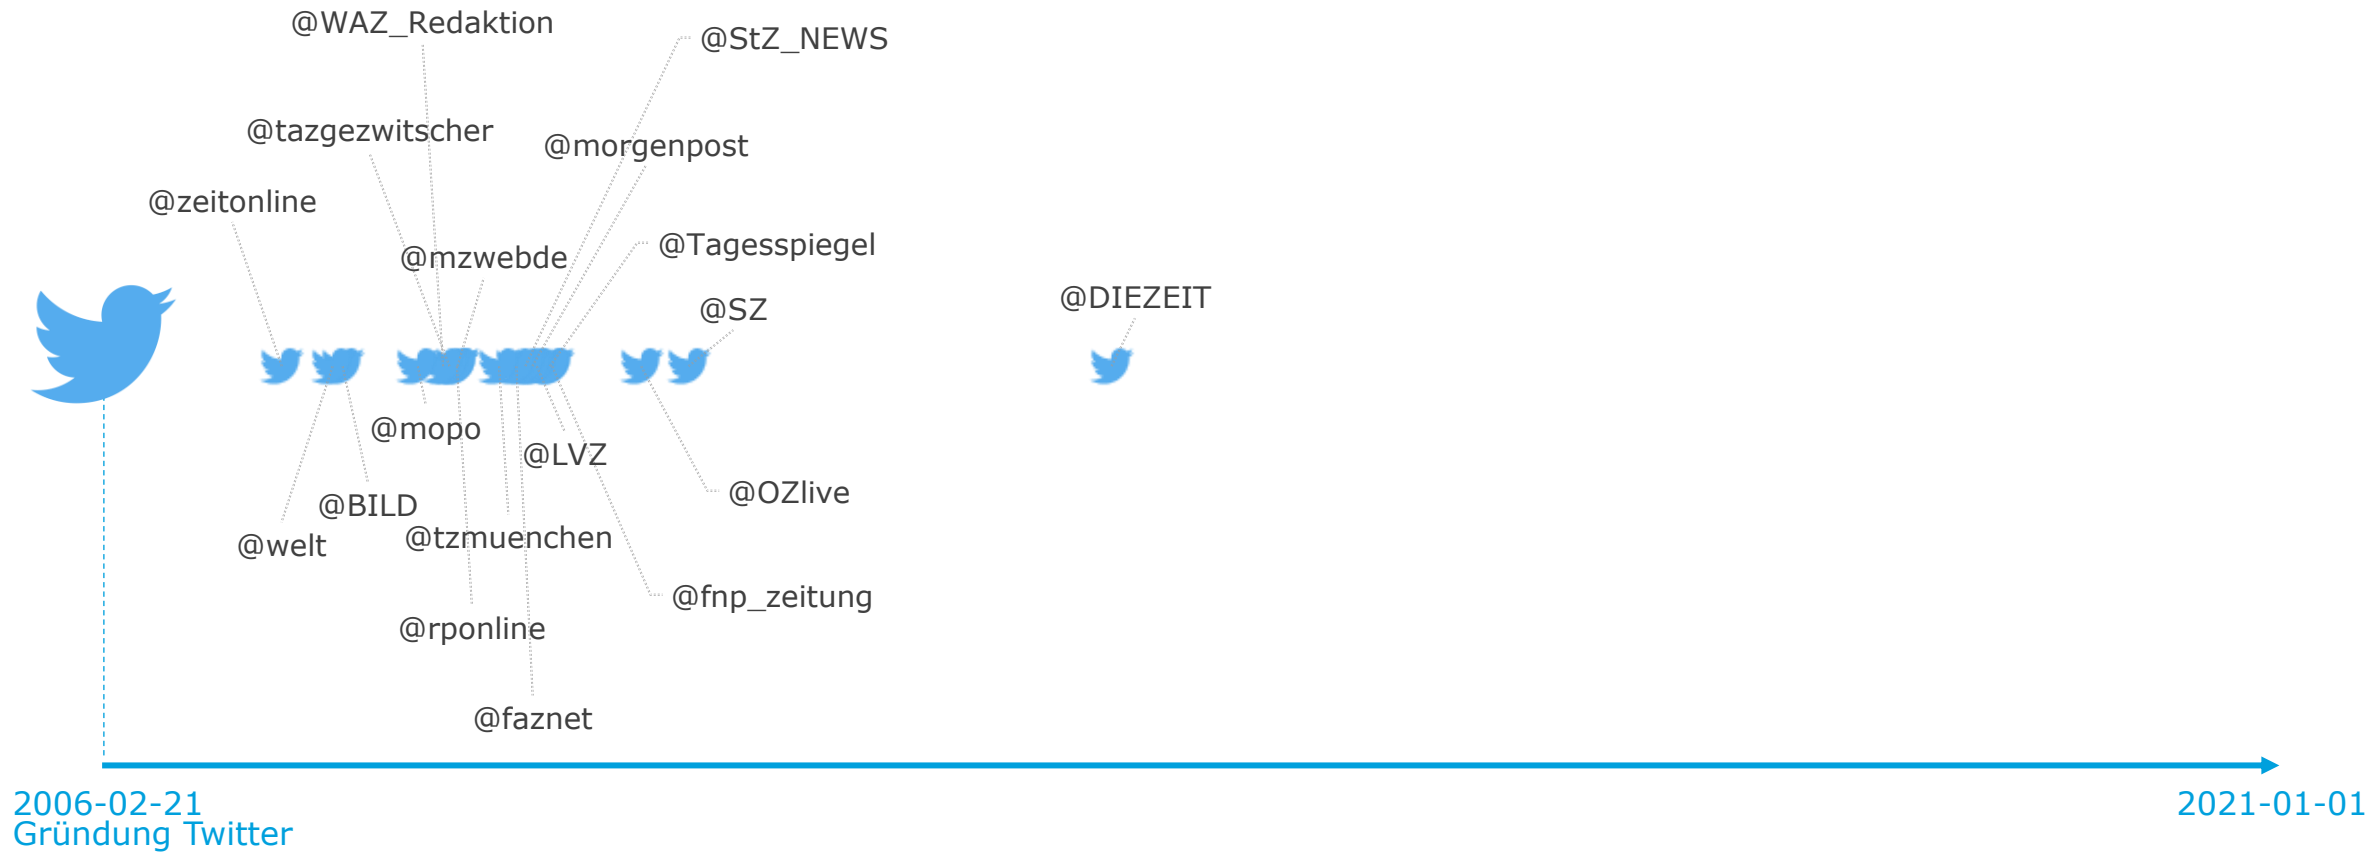 @WAZ_Redaktion
@StZ_NEWS
@tazgezwitscher
@morgenpost
@zeitonline
@Tagesspiegel
@mzwebde
@DIEZEIT
@SZ
@mopo
@LVZ
@OZlive
@BILD
@tzmuenchen
@welt
@fnp_zeitung
@rponline
@faznet
2006-02-21
Gründung Twitter
2021-01-01